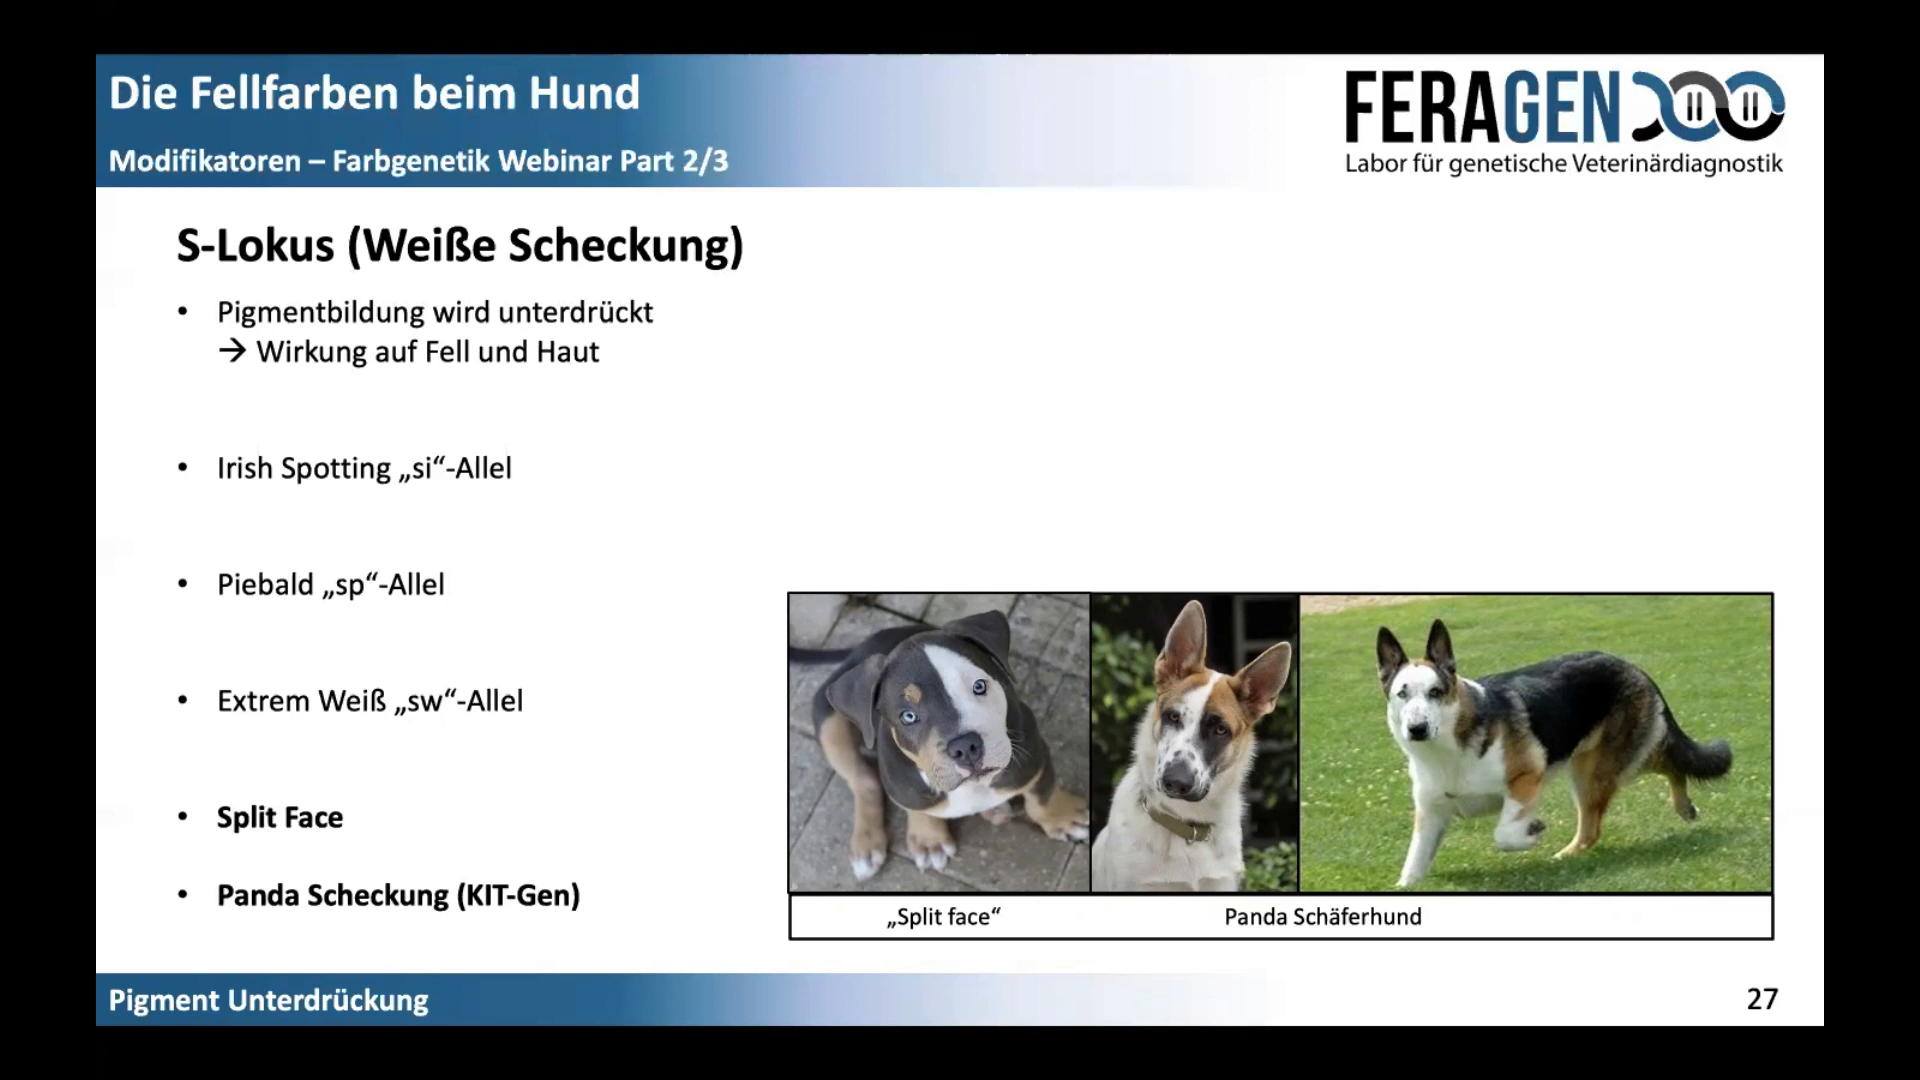 Die Fellfarben beim Hund
Modifikatoren – Farbgenetik Webinar Part 2/3
FERAGEN
Labor für genetische Veterinärdiagnostik
S-Lokus (Weiße Scheckung)
• Pigmentbildung wird unterdrückt
→ Wirkung auf Fell und Haut
• Irish Spotting „si“-Allel
• Piebald „sp“-Allel
• Extrem Weiß „sw“-Allel
• Split Face
• Panda Scheckung (KIT-Gen)
„Split face“ Panda Schäferhund
Pigment Unterdrückung
27